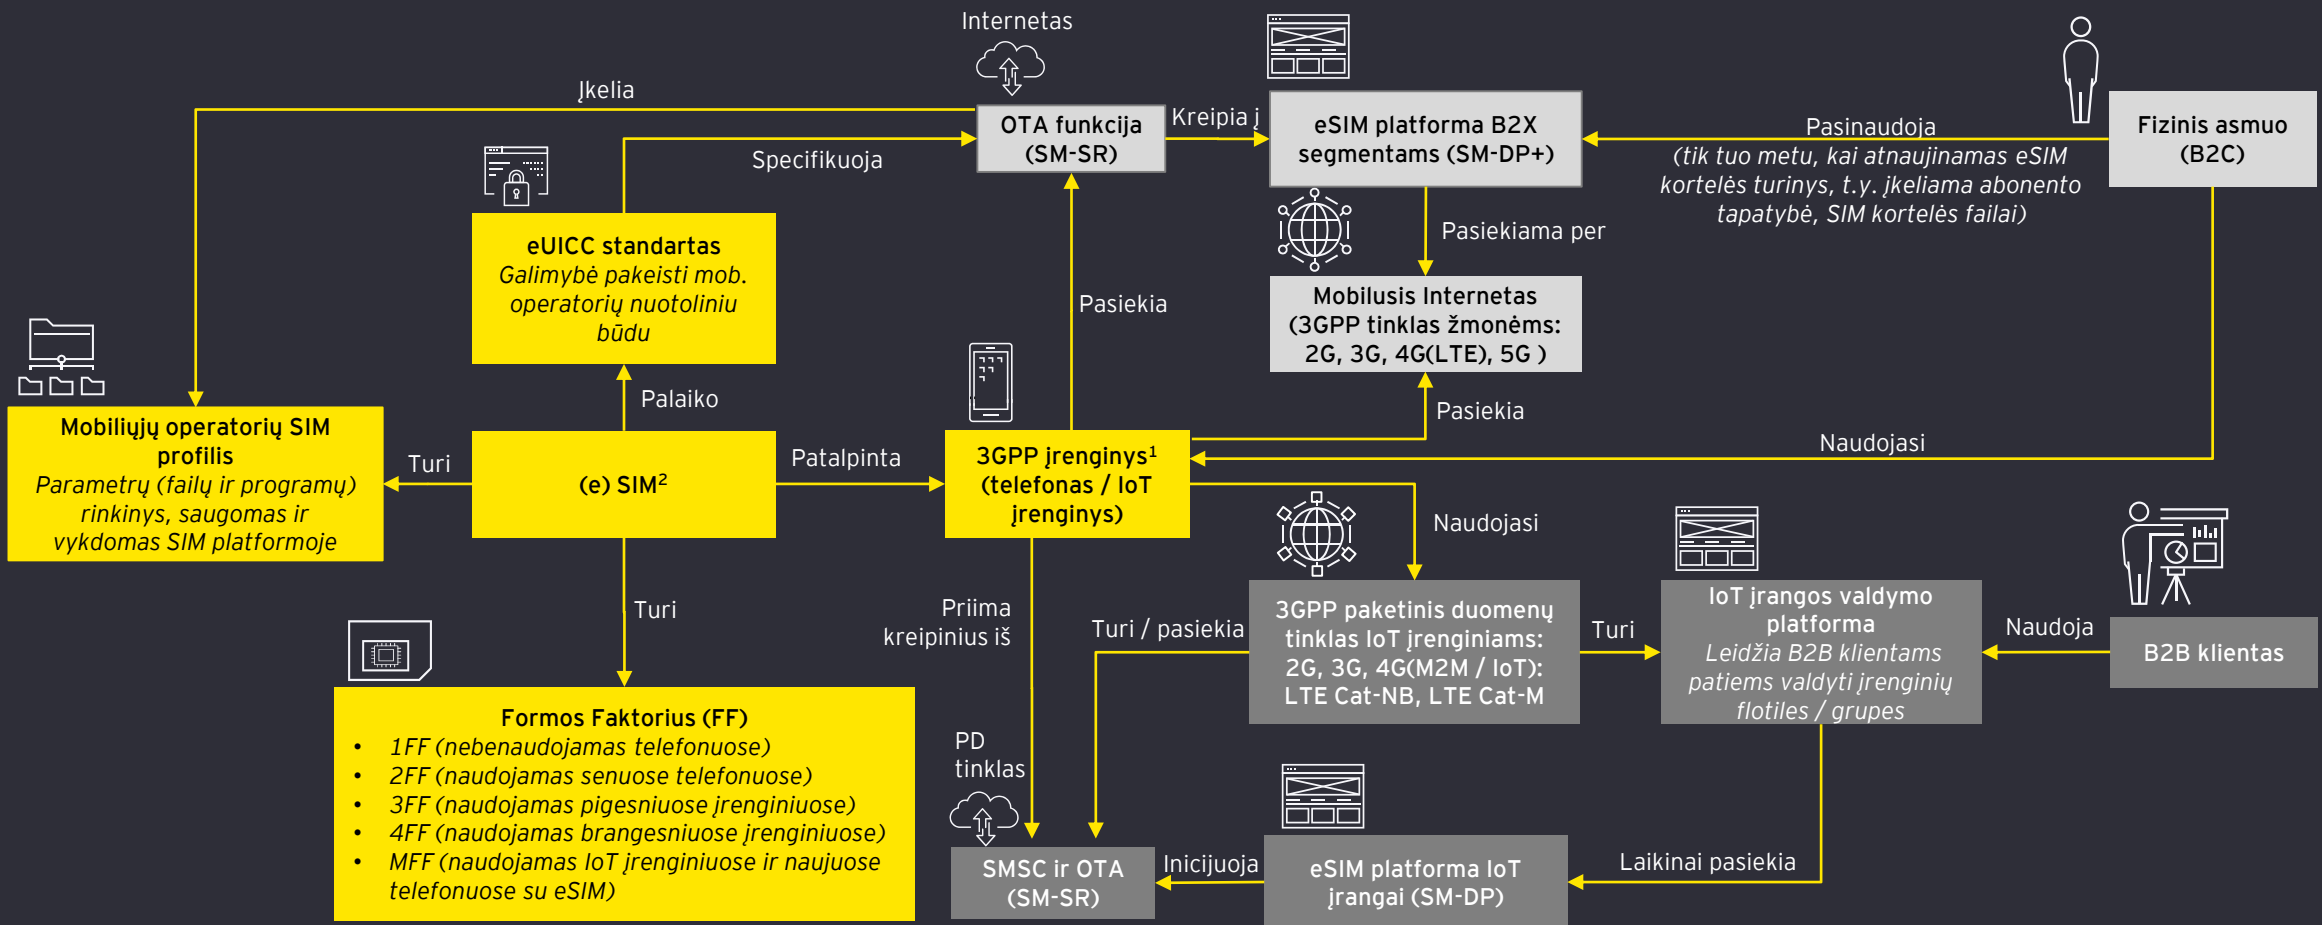 Internetas
Įkelia
OTA funkcija
(SM-SR)
Kreipia į
eSIM platforma B2X
segmentams (SM-DP+)
Pasinaudoja
(tik tuo metu, kai atnaujinamas eSIM
kortelės turinys, t.y. įkeliama abonento
tapatybė, SIM kortelės failai)
Fizinis asmuo
(B2C)
Specifikuoja
eUICC standartas
Galimybė pakeisti mob.
operatorių nuotoliniu
būdu
Pasiekia
Pasiekiama per
Mobilusis Internetas
(3GPP tinklas žmonėms:
2G, 3G, 4G(LTE), 5G )
Palaiko
Pasiekia
Mobiliųjų operatorių SIM
profilis
Parametrų (failų ir programų)
rinkinys, saugomas ir
vykdomas SIM platformoje
Turi
(e) SIM²
Patalpinta
3GPP įrenginys¹
(telefonas / IoT
įrenginys)
Naudojasi
Naudojasi
Turi
Priima
kreipinius iš
Turi / pasiekia
3GPP paketinis duomenų
tinklas IoT įrenginiams:
2G, 3G, 4G(M2M / IoT):
LTE Cat-NB, LTE Cat-M
Turi
IoT įrangos valdymo
platforma
Leidžia B2B klientams
patiems valdyti įrenginių
flotiles / grupes
Naudoja
B2B klientas
Formos Faktorius (FF)
• 1FF (nebenaudojamas telefonuose)
• 2FF (naudojamas senuose telefonuose)
• 3FF (naudojamas pigesniuose įrenginiuose)
• 4FF (naudojamas brangesniuose įrenginiuose)
• MFF (naudojamas IoT įrenginiuose ir naujuose
telefonuose su eSIM)
PD
tinklas
SMSC ir OTA
(SM-SR)
Inicijuoja
eSIM platforma IoT
įrangai (SM-DP)
Laikinai pasiekia